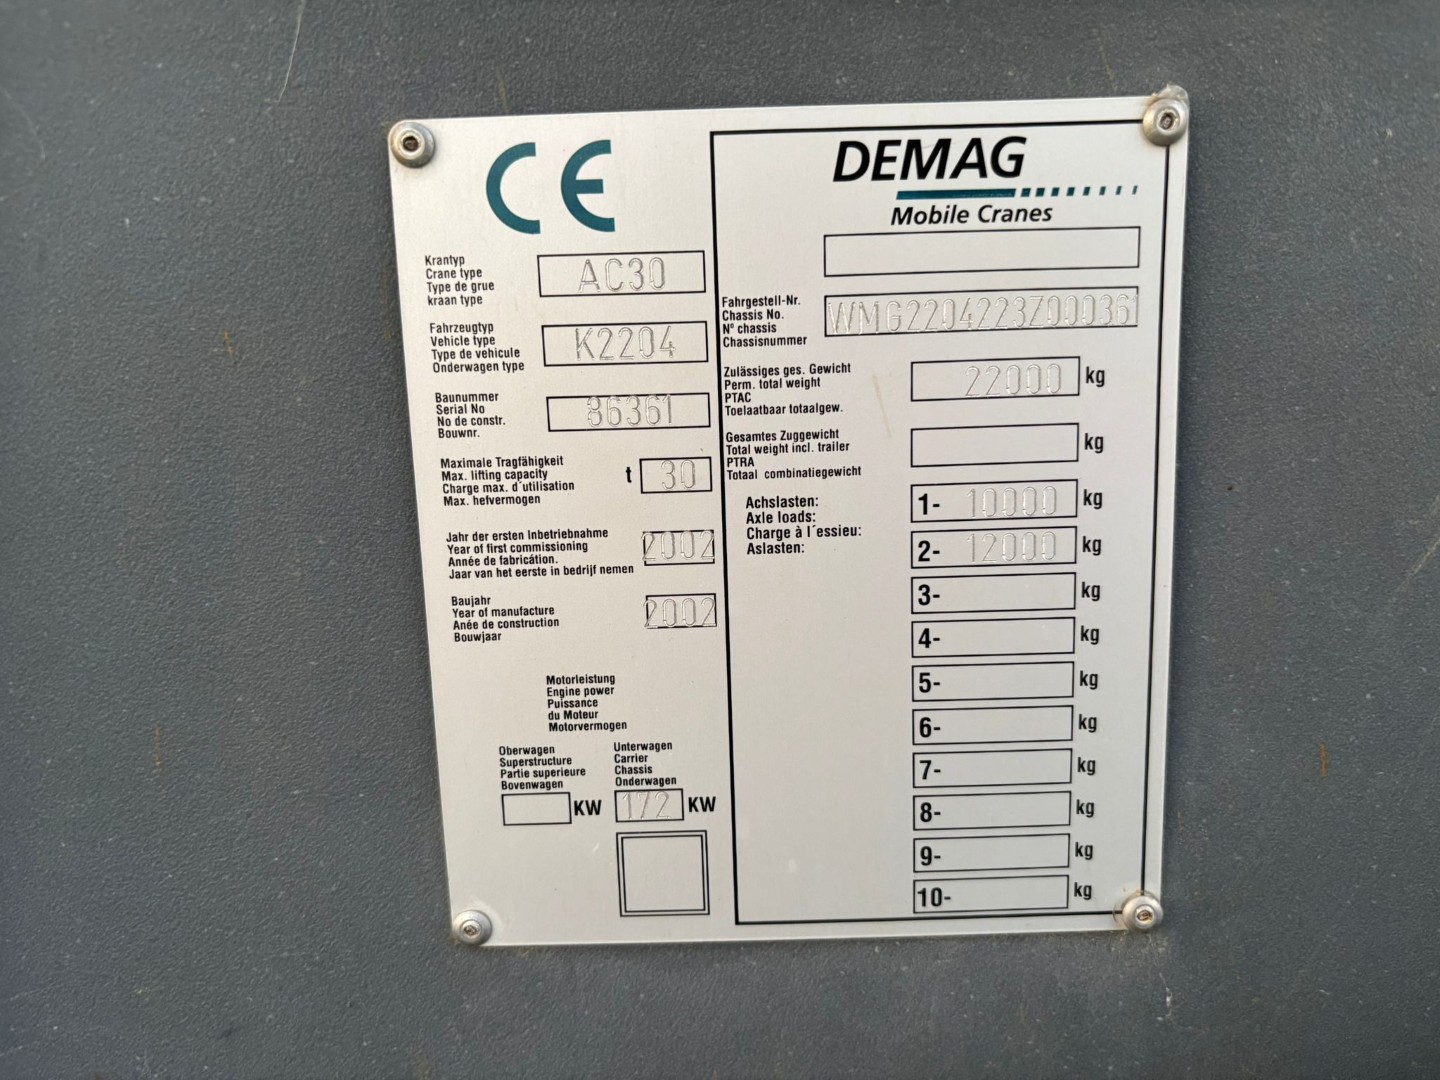 CE
Krantyp
Crane type
Type de grue
kraan type
AC30
Fahrzeugtyp
Vehicle type
Type de vehicule
Onderwagen type
K2204
Baunummer
Serial No
No de constr.
Bouwnr.
86361
Maximale Tragfähigkeit
Max. lifting capacity
Charge max. d´utilisation
Max. hefvermogen
t 30
Jahr der ersten Inbetriebnahme
Year of first commissioning
Année de fabricátion.
Jaar van het eerste in bedrijf nemen
2002
Baujahr
Year of manufacture
Anée de construction
Bouwjaar
2002
Motorleistung
Engine power
Puissance
du Moteur
Motorvermogen
Oberwagen
Superstructure
Partie superieure
Bovenwagen
KW
Unterwagen
Carrier
Chassis
Onderwagen
172 KW
DEMAG
Mobile Cranes
Fahrgestell-Nr.
Chassis No.
N° chassis
Chassisnummer
WMG2204223Z000361
Zulässiges ges. Gewicht
Perm. total weight
PTAC
Toelaatbaar totaalgew.
22000 kg
Gesamtes Zuggewicht
Total weight incl. trailer
PTRA
Totaal combinatiegewicht
kg
Achslasten:
Axle loads:
Charge à l´essieu:
Aslasten:
1- 10000 kg
2- 12000 kg
3- kg
4- kg
5- kg
6- kg
7- kg
8- kg
9- kg
10- kg